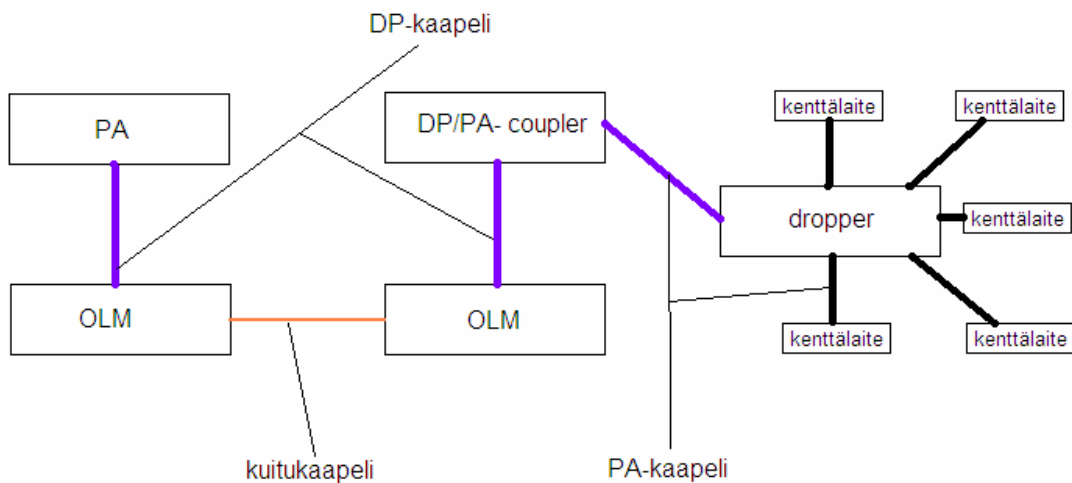 DP-kaapeli
PA
DP/PA- coupler
kenttälaite
kenttälaite
dropper
kenttälaite
OLM
OLM
kenttälaite
kenttälaite
kuitukaapeli
PA-kaapeli